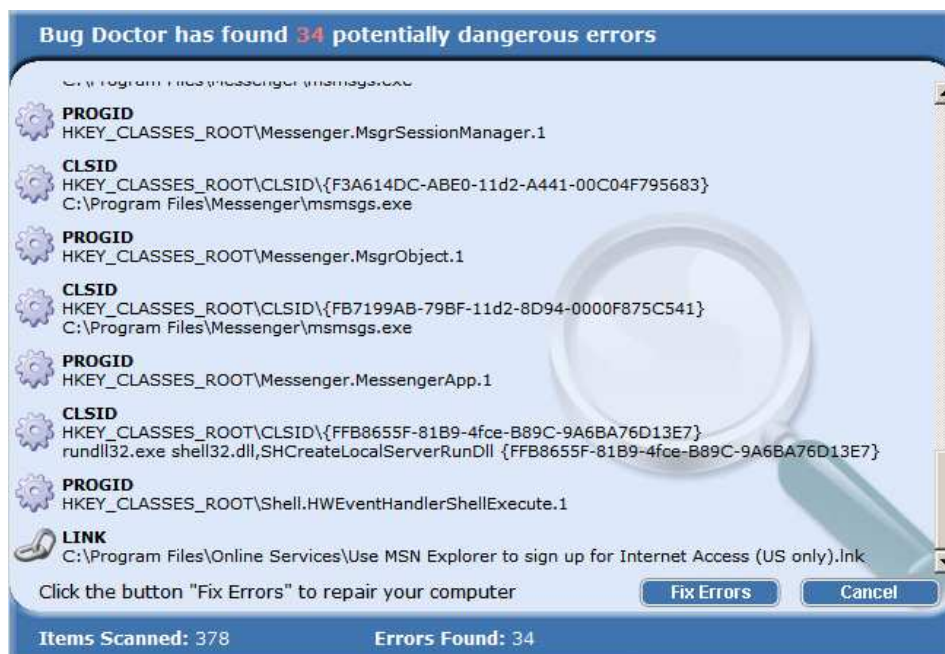 Bug Doctor has found 34 potentially dangerous errors
C:\Program Files\Messenger\msmsgs.exe
PROGID
HKEY_CLASSES_ROOT\Messenger.MsgrSessionManager.1
CLSID
HKEY_CLASSES_ROOT\CLSID\{F3A614DC-ABE0-11d2-A441-00C04F795683}
C:\Program Files\Messenger\msmsgs.exe
PROGID
HKEY_CLASSES_ROOT\Messenger.MsgrObject.1
CLSID
HKEY_CLASSES_ROOT\CLSID\{FB7199AB-79BF-11d2-8D94-0000F875C541}
C:\Program Files\Messenger\msmsgs.exe
PROGID
HKEY_CLASSES_ROOT\Messenger.MessengerApp.1
CLSID
HKEY_CLASSES_ROOT\CLSID\{FFB8655F-81B9-4fce-B89C-9A6BA76D13E7}
rundll32.exe shell32.dll,SHCreateLocalServerRunDll {FFB8655F-81B9-4fce-B89C-9A6BA76D13E7}
PROGID
HKEY_CLASSES_ROOT\Shell.HWEventHandlerShellExecute.1
LINK
C:\Program Files\Online Services\Use MSN Explorer to sign up for Internet Access (US only).lnk
Click the button "Fix Errors" to repair your computer
Fix Errors
Cancel
Items Scanned: 378
Errors Found: 34